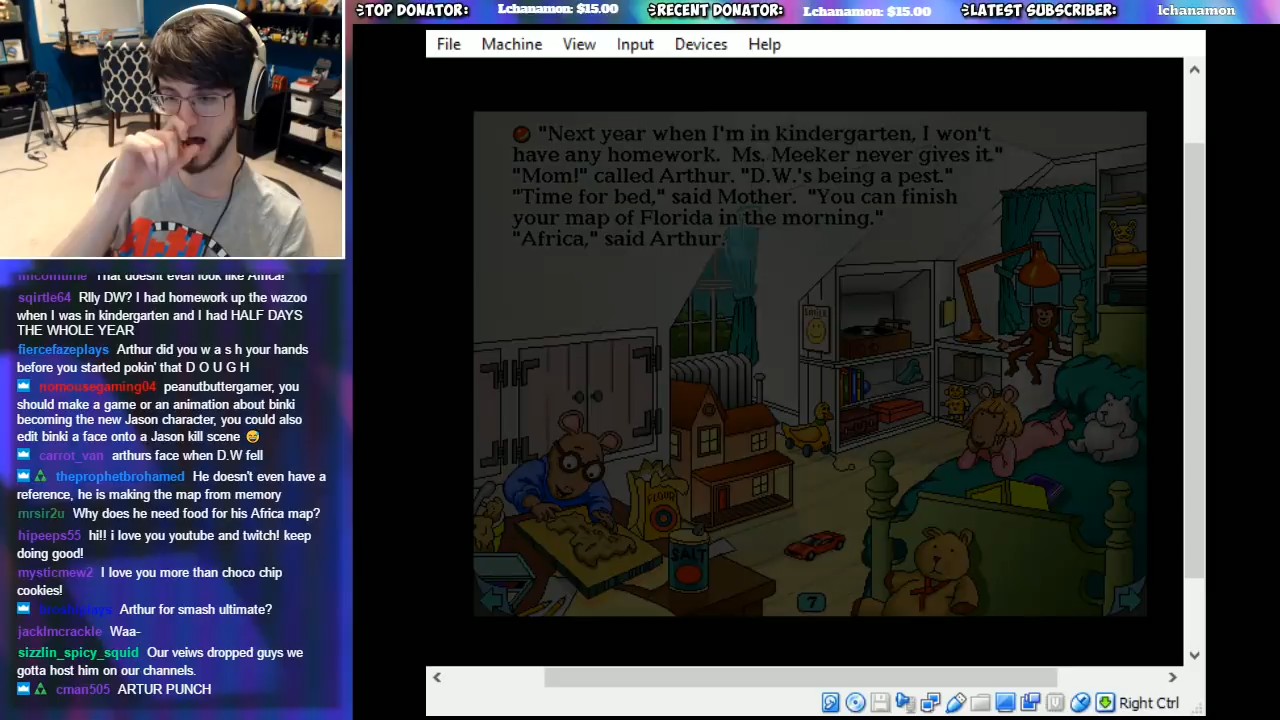 TOP DONATOR: Lchanamon: $15.00 RECENT DONATOR: Lchanamon: $15.00 LATEST SUBSCRIBER: lchanamon
File Machine View Input Devices Help
"Next year when I'm in kindergarten, I won't
have any homework. Ms. Meeker never gives it."
"Mom!" called Arthur. "D.W.'s being a pest."
"Time for bed," said Mother. "You can finish
your map of Florida in the morning."
"Africa," said Arthur.
FLOUR
SALT
7
Right Ctrl
That doesnt even look like Africa!
sqirtle64 Rlly DW? I had homework up the wazoo
when I was in kindergarten and I had HALF DAYS
THE WHOLE YEAR
fiercefazeplays Arthur did you w a s h your hands
before you started pokin' that D O U G H
nomousegaming04 peanutbuttergamer, you
should make a game or an animation about binki
becoming the new Jason character, you could also
edit binki a face onto a Jason kill scene 😅
carrot_van arthurs face when D.W fell
theprophetbrohamed He doesn't even have a
reference, he is making the map from memory
mrsir2u Why does he need food for his Africa map?
hipeeps55 hi!! i love you youtube and twitch! keep
doing good!
mysticmew2 I love you more than choco chip
cookies!
Arthur for smash ultimate?
jacklmcrackle Waa-
sizzlin_spicy_squid Our veiws dropped guys we
gotta host him on our channels.
cman505 ARTUR PUNCH